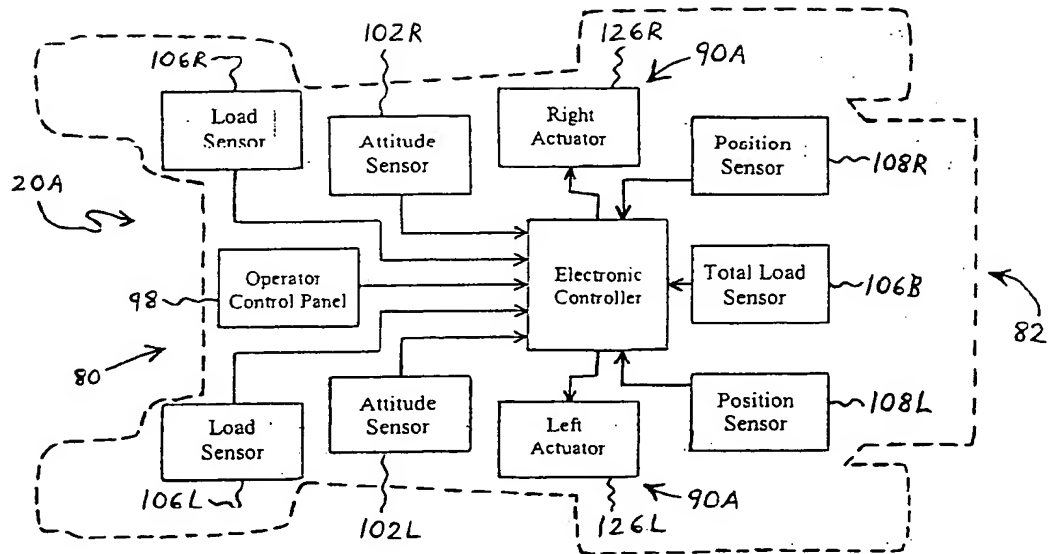 102R
126R
106R
90A
Load
Sensor
Attitude
Sensor
Right
Actuator
Position
Sensor
108R
20A
Operator
Control Panel
Electronic
Controller
Total Load
Sensor
98
106B
82
80
Load
Sensor
Attitude
Sensor
Left
Actuator
Position
Sensor
108L
106L
102L
126L
90A